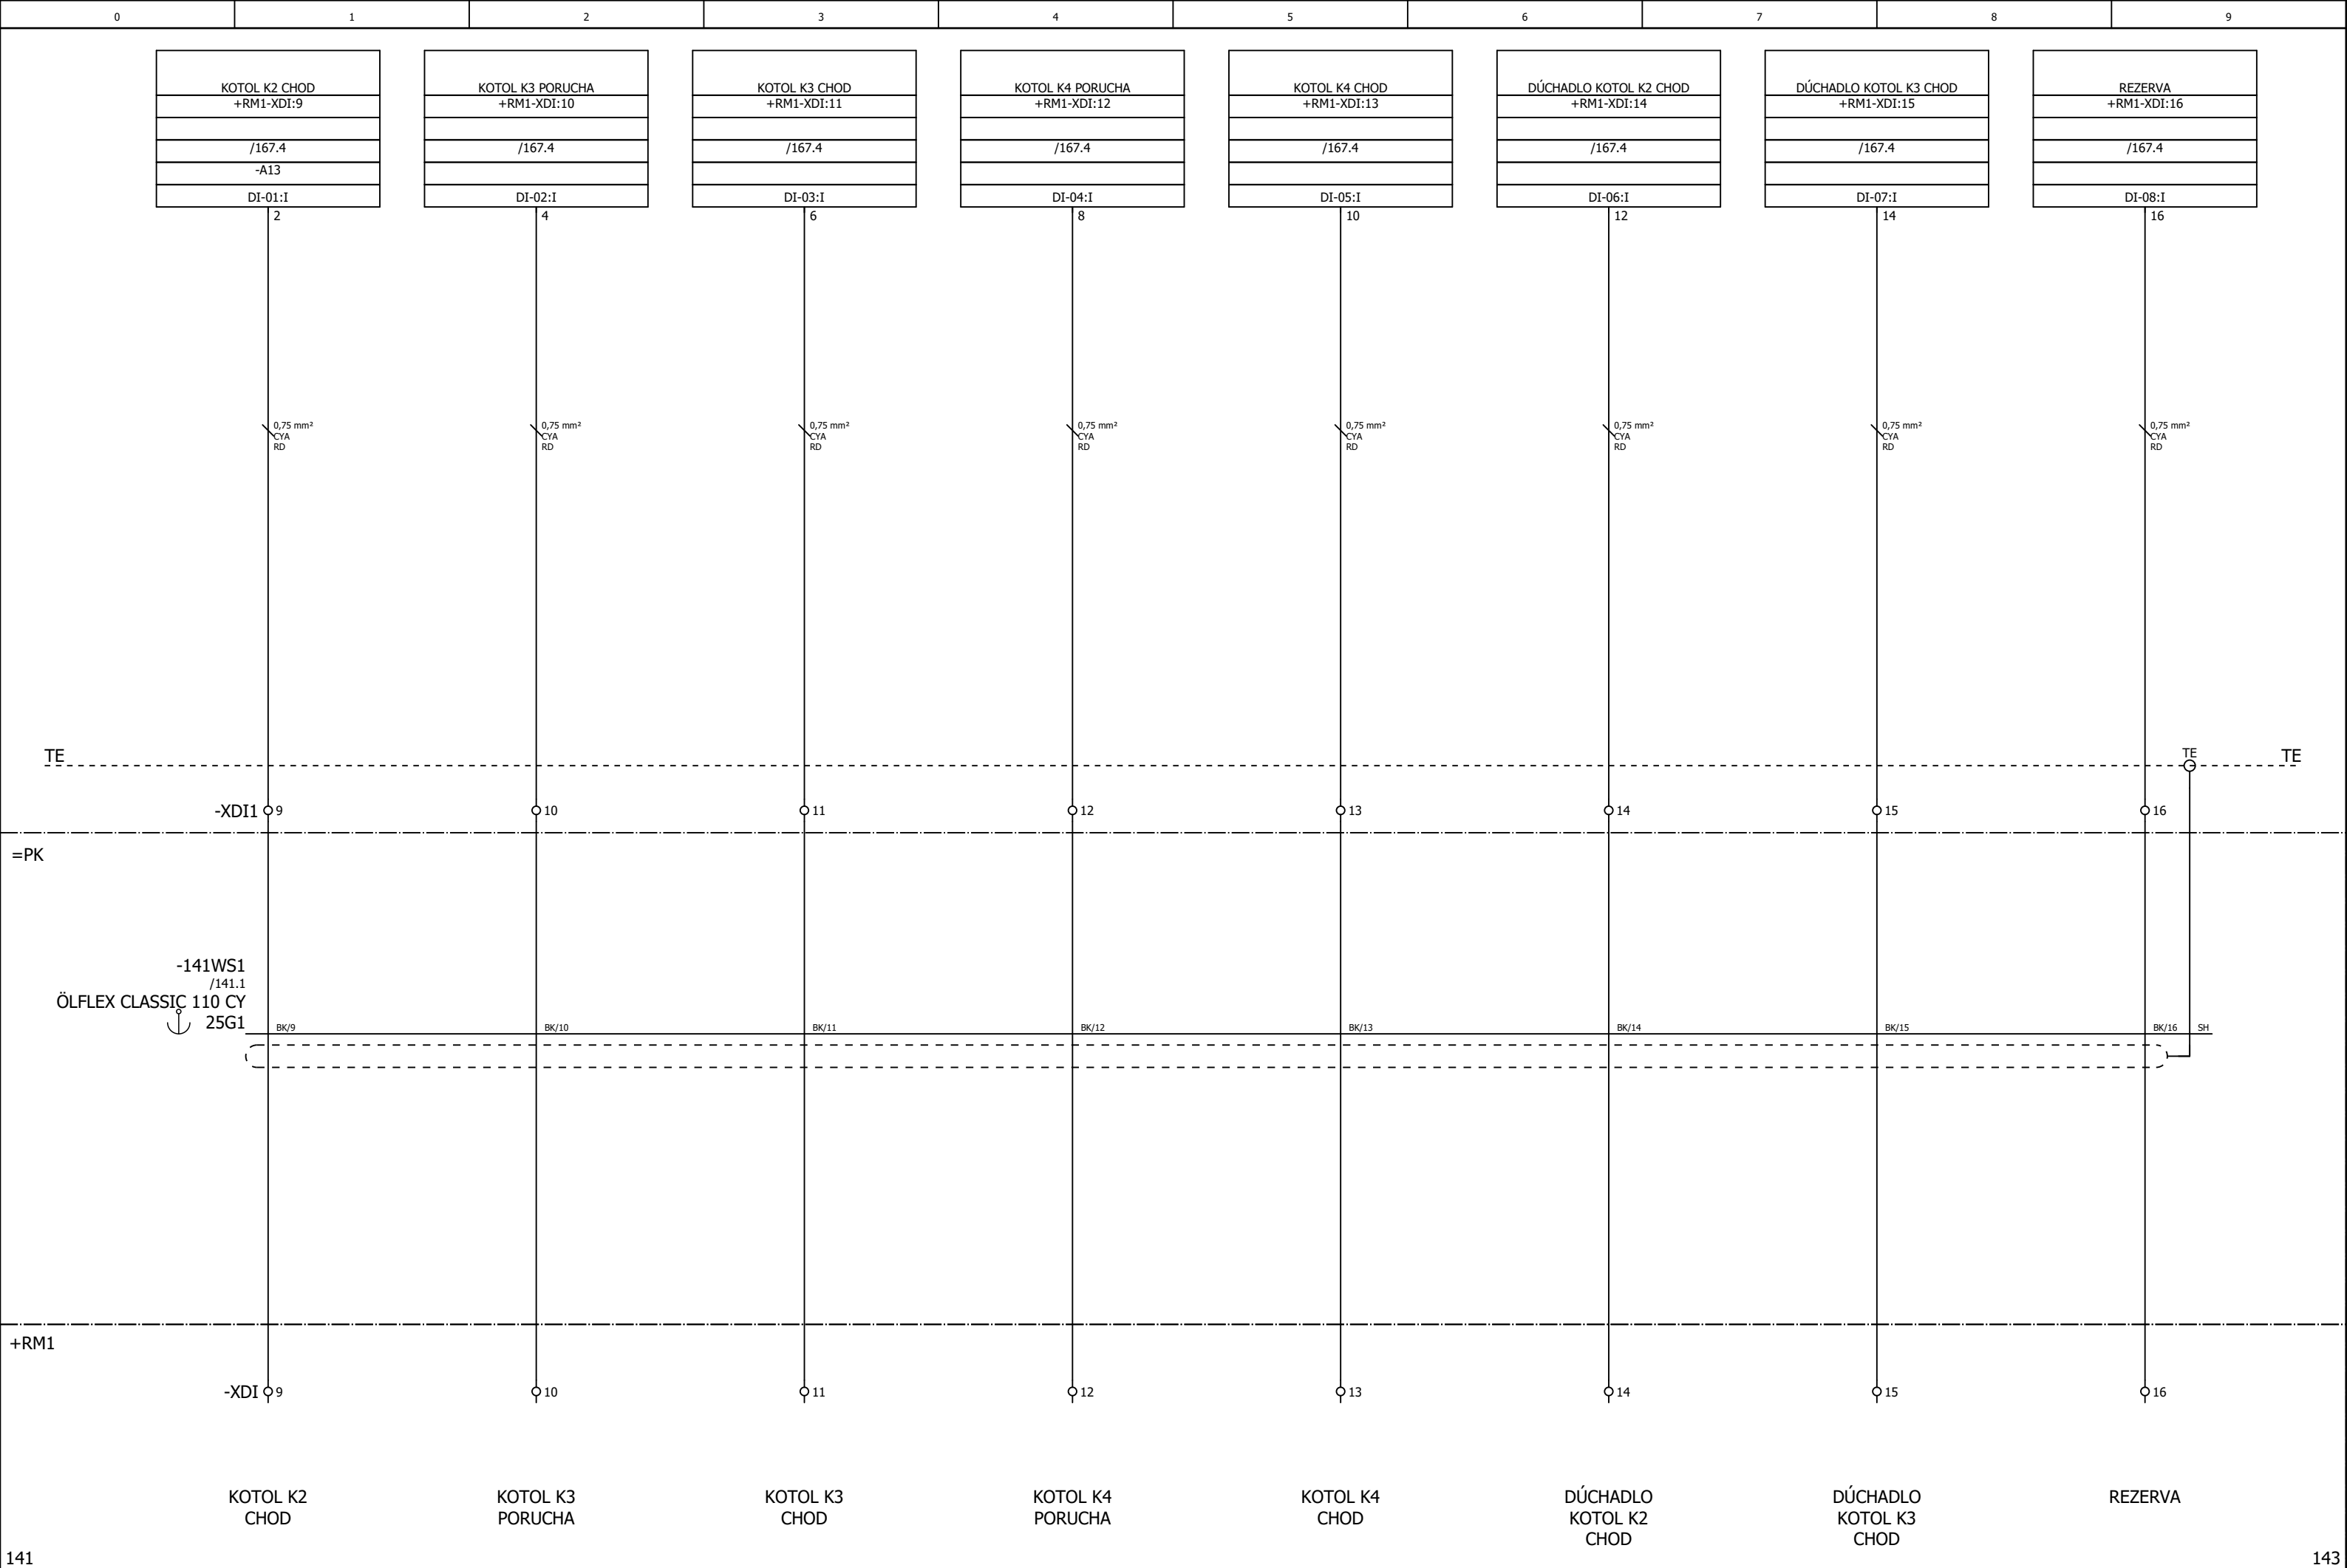 0 1 2 3 4 5 6 7 8 9
KOTOL K2 CHOD KOTOL K3 PORUCHA KOTOL K3 CHOD KOTOL K4 PORUCHA KOTOL K4 CHOD DÚCHADLO KOTOL K2 CHOD DÚCHADLO KOTOL K3 CHOD REZERVA
+RM1-XDI:9 +RM1-XDI:10 +RM1-XDI:11 +RM1-XDI:12 +RM1-XDI:13 +RM1-XDI:14 +RM1-XDI:15 +RM1-XDI:16
/167.4 /167.4 /167.4 /167.4 /167.4 /167.4 /167.4 /167.4
-A13
DI-01:I DI-02:I DI-03:I DI-04:I DI-05:I DI-06:I DI-07:I DI-08:I
2 4 6 8 10 12 14 16
0,75 mm² 0,75 mm² 0,75 mm² 0,75 mm² 0,75 mm² 0,75 mm² 0,75 mm² 0,75 mm²
CYA CYA CYA CYA CYA CYA CYA CYA
RD RD RD RD RD RD RD RD
TE TE TE
-XDI1 9 10 11 12 13 14 15 16
=PK
-141WS1
/141.1
ÖLFLEX CLASSIC 110 CY
25G1 BK/9 BK/10 BK/11 BK/12 BK/13 BK/14 BK/15 BK/16 SH
+RM1
-XDI 9 10 11 12 13 14 15 16
KOTOL K2 KOTOL K3 KOTOL K3 KOTOL K4 KOTOL K4 DÚCHADLO DÚCHADLO REZERVA
CHOD PORUCHA CHOD PORUCHA CHOD KOTOL K2 KOTOL K3
CHOD CHOD
141 143